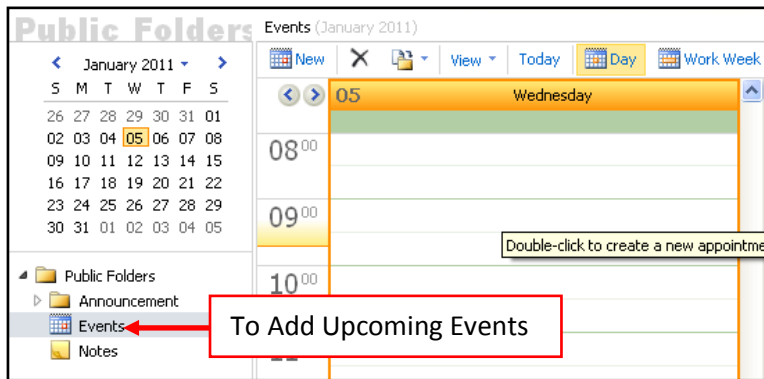 Public Folders
Events (January 2011)
New View Today Day Work Week
January 2011
S M T W T F S
26 27 28 29 30 31 01
02 03 04 05 06 07 08
09 10 11 12 13 14 15
16 17 18 19 20 21 22
23 24 25 26 27 28 29
30 31 01 02 03 04 05
05 Wednesday
08 00
09 00
Double-click to create a new appointme
10 00
Public Folders
Announcement
Events
Notes
To Add Upcoming Events